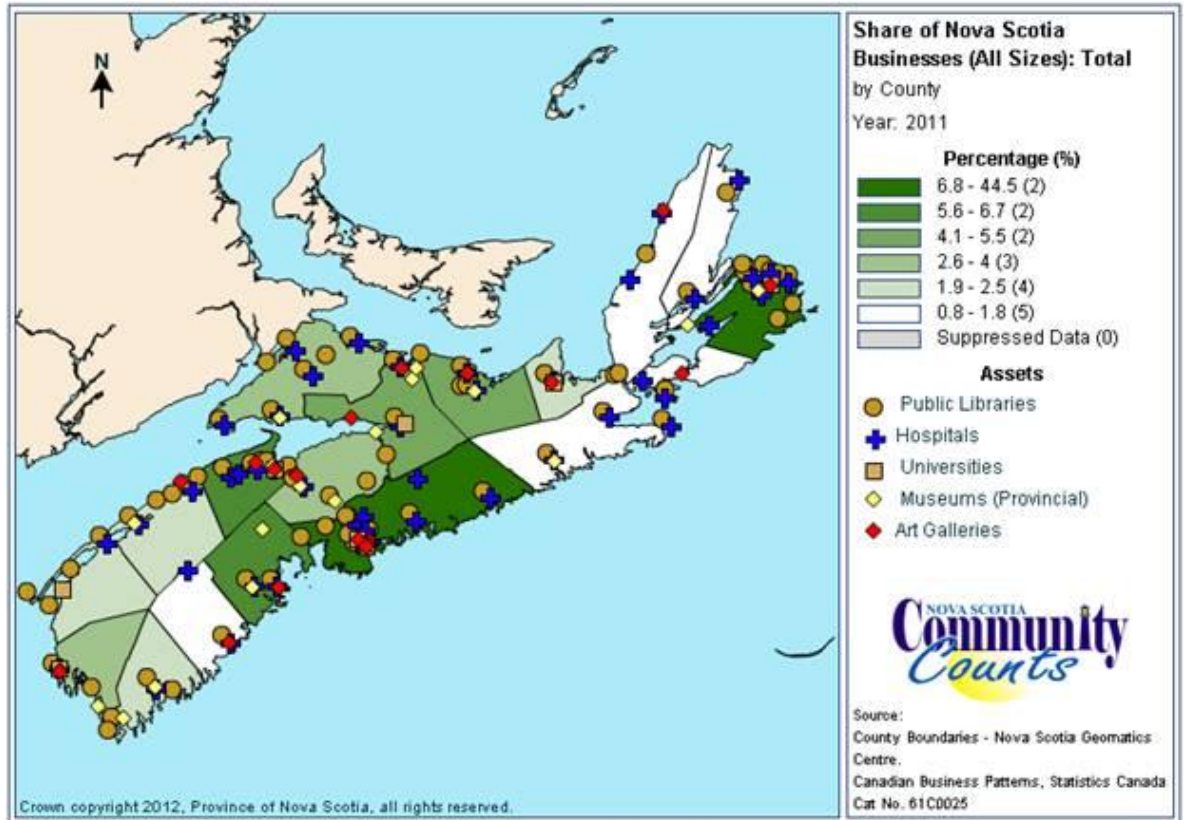 N
Crown copyright 2012, Province of Nova Scotia, all rights reserved.
Share of Nova Scotia
Businesses (All Sizes): Total
by County
Year: 2011
Percentage (%)
6.8 - 44.5 (2)
5.6 - 6.7 (2)
4.1 - 5.5 (2)
2.6 - 4 (3)
1.9 - 2.5 (4)
0.8 - 1.8 (5)
Suppressed Data (0)
Assets
Public Libraries
Hospitals
Universities
Museums (Provincial)
Art Galleries
NOVA SCOTIA
Community
Counts
Source:
County Boundaries - Nova Scotia Geomatics
Centre.
Canadian Business Patterns, Statistics Canada
Cat No. 61C0025